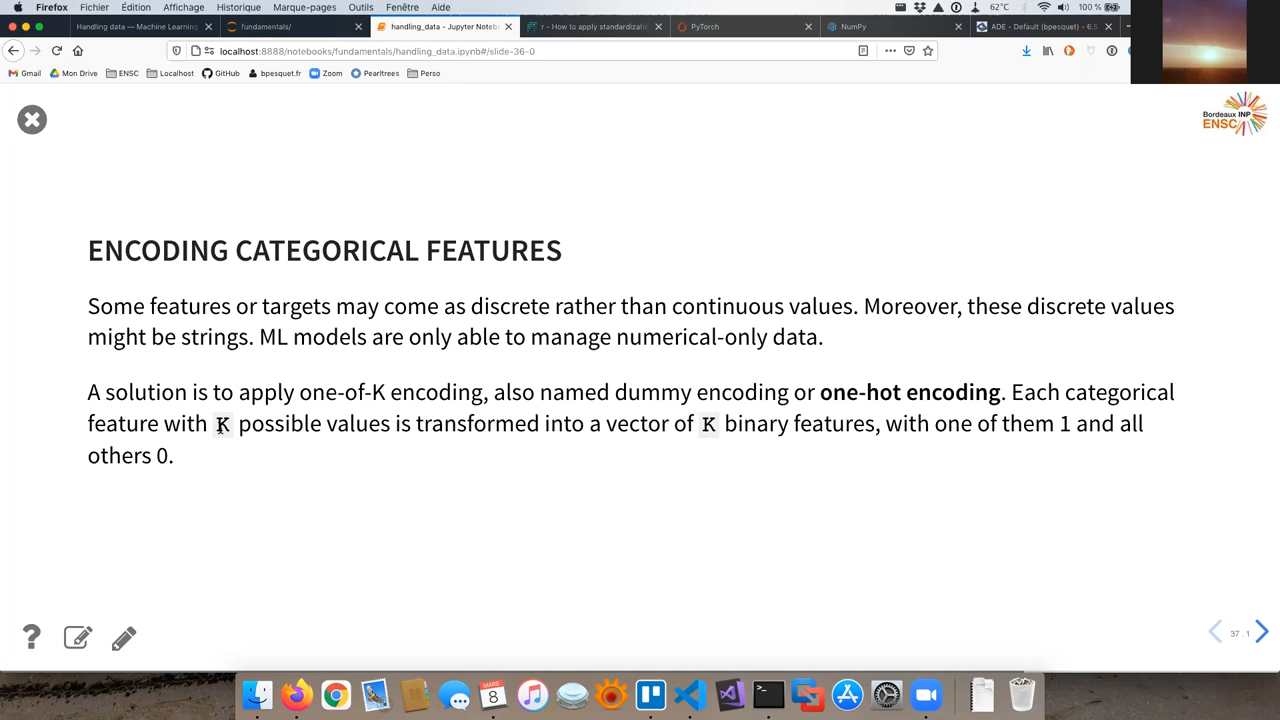 Firefox Fichier Édition Affichage Historique Marque-pages Outils Fenêtre Aide 62°C 100 %
Handling data — Machine Learning
fundamentals/
handling_data - Jupyter Noteb
r - How to apply standardizatio
PyTorch
NumPy
ADE - Default (bpesquet) - 6.5
localhost:8888/notebooks/fundamentals/handling_data.ipynb#/slide-36-0
Gmail Mon Drive ENSC Localhost GitHub bpesquet.fr Zoom Pearltrees Perso
Bordeaux INP
ENSC
ENCODING CATEGORICAL FEATURES
Some features or targets may come as discrete rather than continuous values. Moreover, these discrete values
might be strings. ML models are only able to manage numerical-only data.
A solution is to apply one-of-K encoding, also named dummy encoding or one-hot encoding. Each categorical
feature with K possible values is transformed into a vector of K binary features, with one of them 1 and all
others 0.
37.1
MARS
8